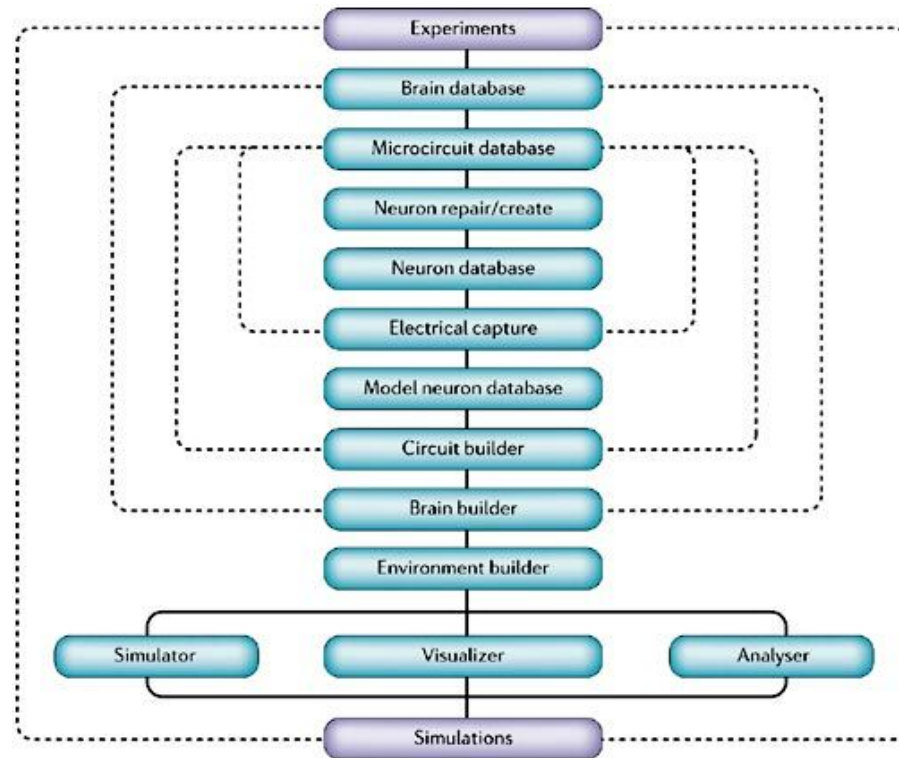 Experiments
Brain database
Microcircuit database
Neuron repair/create
Neuron database
Electrical capture
Model neuron database
Circuit builder
Brain builder
Environment builder
Simulator
Visualizer
Analyser
Simulations